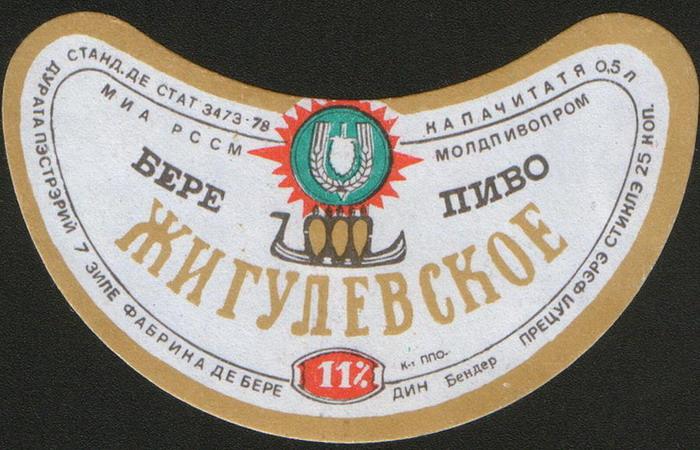 СТАНД.ДЕ СТАТ 3473-78
КАПАЧИТАТЯ 0,5 л
МИА РССМ
МОЛДПИВОПРОМ
БЕРЕ
ПИВО
ЖИГУЛЕВСКОЕ
ДУРАТА ПЭСТРЭРИЙ 7 ЗИЛЕ ФАБРИКА ДЕ БЕРЕ
11%
К-т ППО-
ДИН Бендер
ПРЕЦУЛ ФЭРЭ СТИКЛЭ 25 КОП.